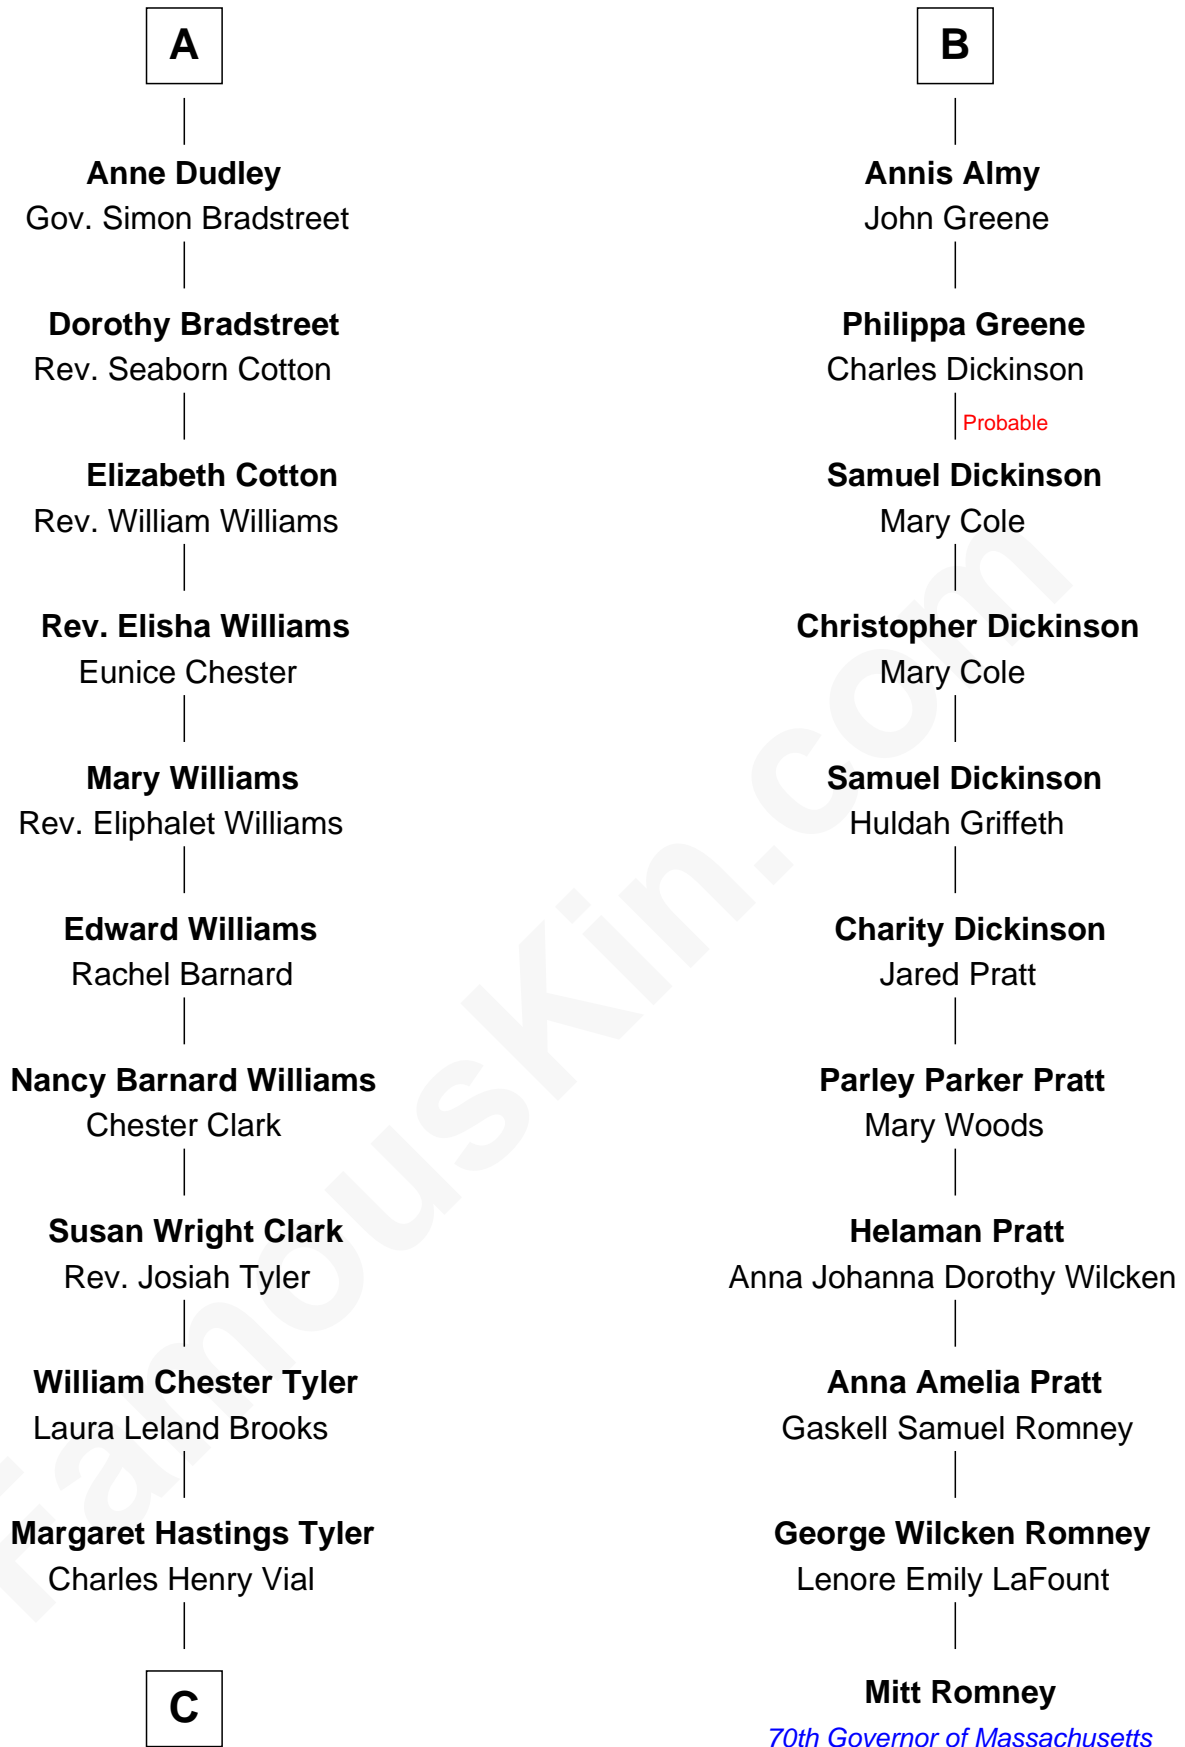 A
Anne Dudley
Gov. Simon Bradstreet
Dorothy Bradstreet
Rev. Seaborn Cotton
Elizabeth Cotton
Rev. William Williams
Rev. Elisha Williams
Eunice Chester
Mary Williams
Rev. Eliphalet Williams
Edward Williams
Rachel Barnard
Nancy Barnard Williams
Chester Clark
Susan Wright Clark
Rev. Josiah Tyler
William Chester Tyler
Laura Leland Brooks
Margaret Hastings Tyler
Charles Henry Vial
C
B
Annis Almy
John Greene
Philippa Greene
Charles Dickinson
Probable
Samuel Dickinson
Mary Cole
Christopher Dickinson
Mary Cole
Samuel Dickinson
Huldah Griffeth
Charity Dickinson
Jared Pratt
Parley Parker Pratt
Mary Woods
Helaman Pratt
Anna Johanna Dorothy Wilcken
Anna Amelia Pratt
Gaskell Samuel Romney
George Wilcken Romney
Lenore Emily LaFount
Mitt Romney
70th Governor of Massachusetts
FamousKin.com